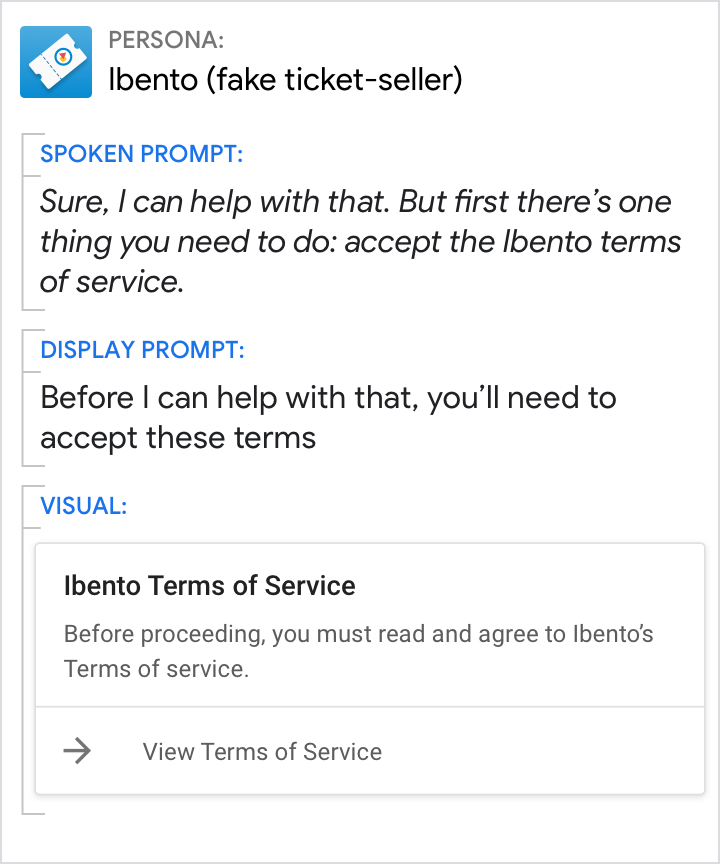 PERSONA:
Ibento (fake ticket-seller)
SPOKEN PROMPT:
Sure, I can help with that. But first there’s one
thing you need to do: accept the Ibento terms
of service.
DISPLAY PROMPT:
Before I can help with that, you’ll need to
accept these terms
VISUAL:
Ibento Terms of Service
Before proceeding, you must read and agree to Ibento’s
Terms of service.
View Terms of Service